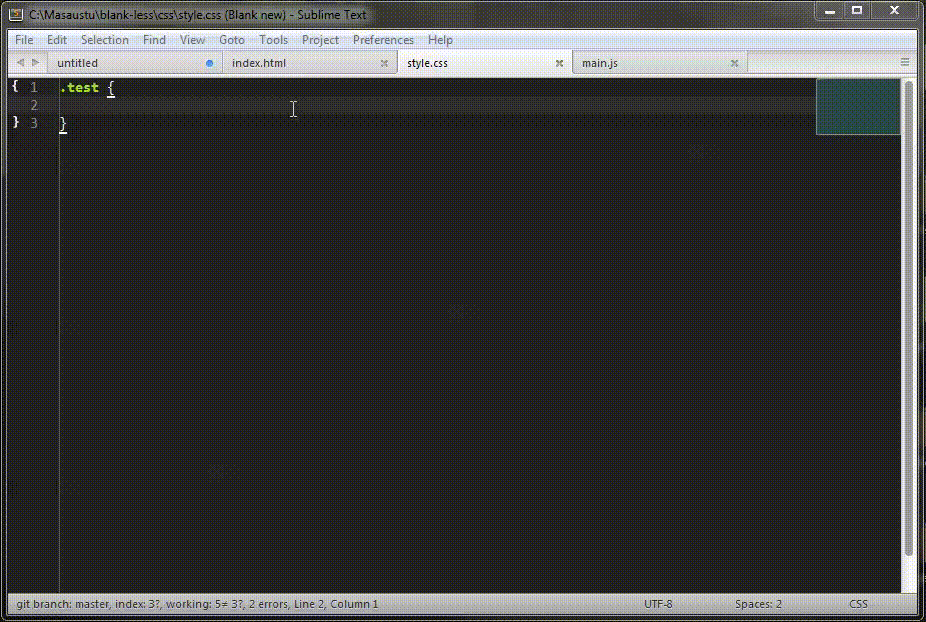 C:\Masaustu\blank-less\css\style.css (Blank new) - Sublime Text
File Edit Selection Find View Goto Tools Project Preferences Help
untitled index.html style.css main.js
{ 1 .test {
2
} 3 }
git branch: master, index: 3?, working: 5≠ 3?, 2 errors, Line 2, Column 1 UTF-8 Spaces: 2 CSS